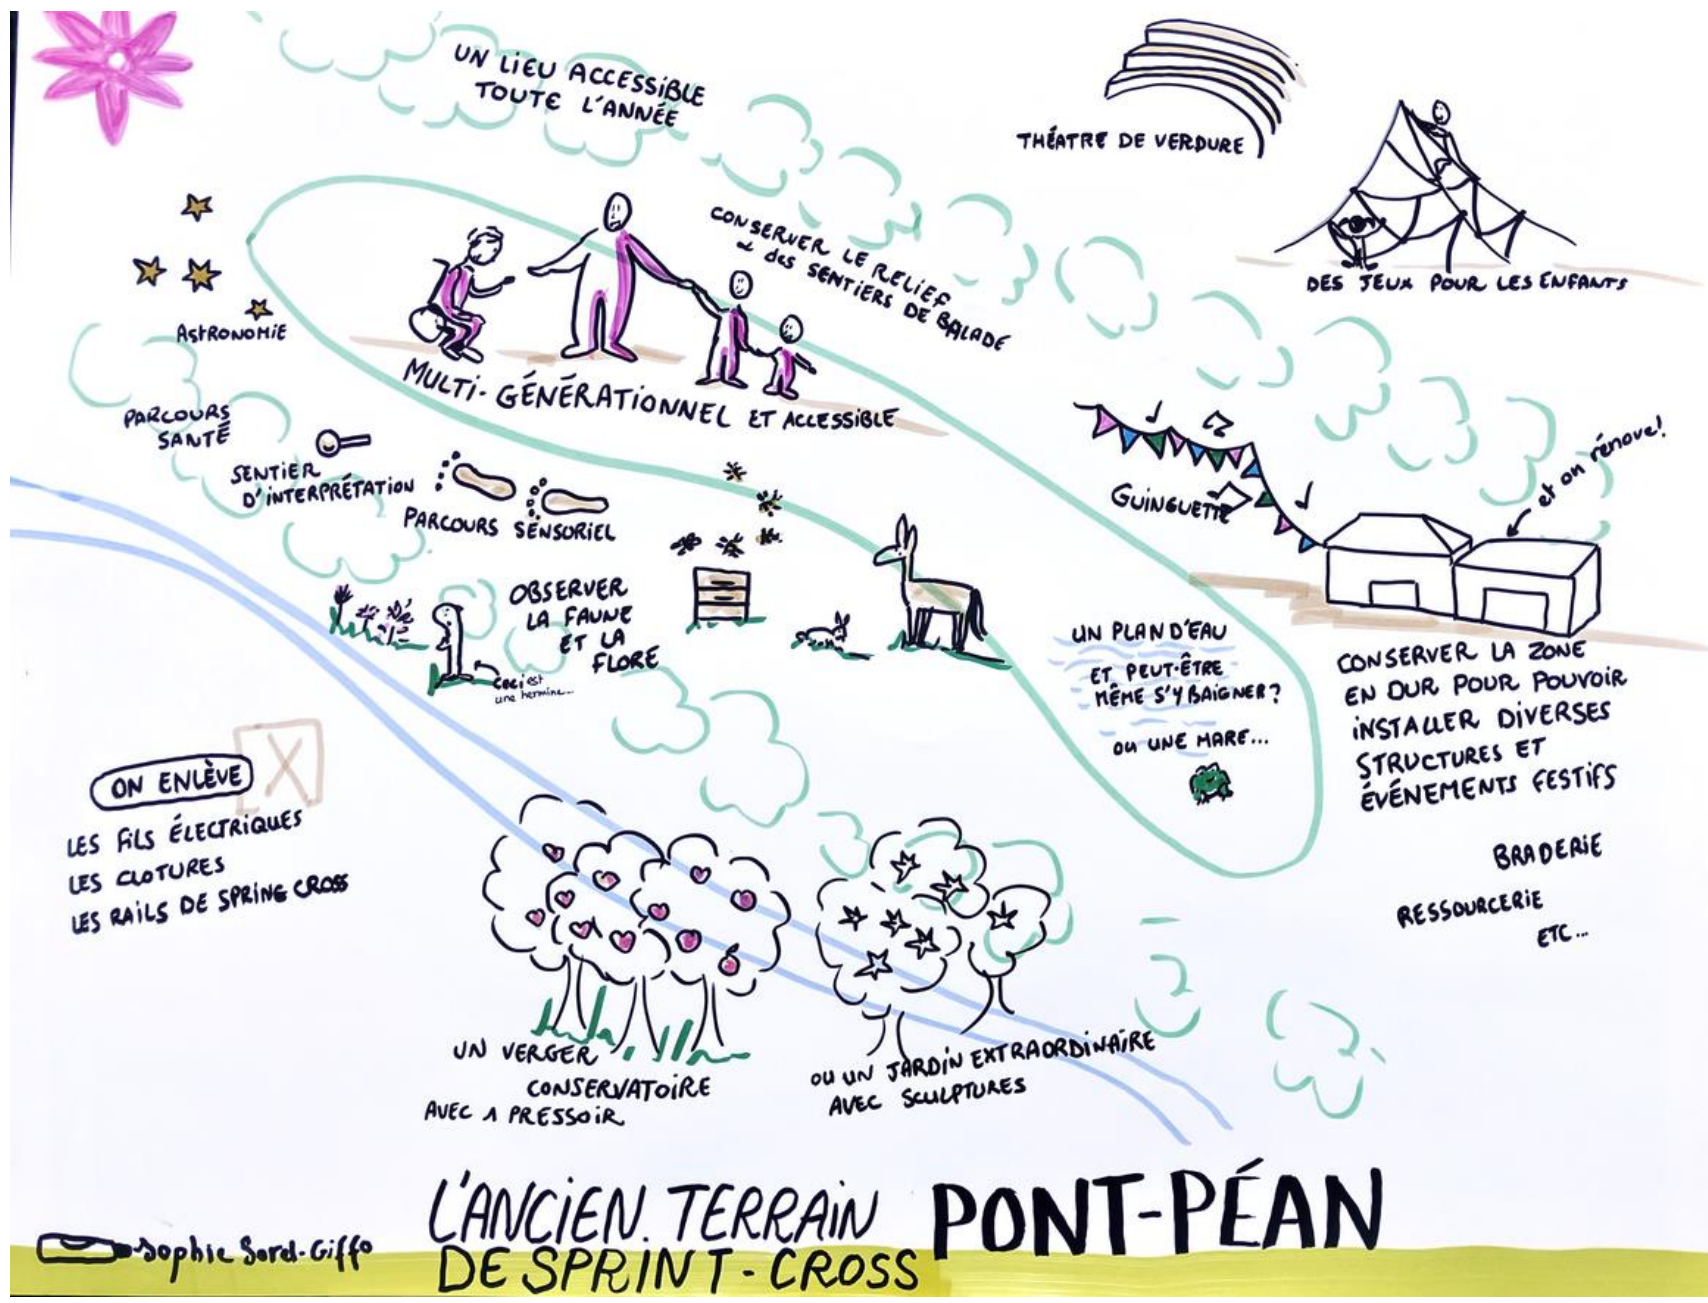 UN LIEU ACCESSIBLE
TOUTE L'ANNÉE
THÉATRE DE VERDURE
DES JEUX POUR LES ENFANTS
CONSERVER LE RELIEF
& des SENTIERS DE BALADE
ASTRONOMIE
MULTI-GÉNÉRATIONNEL ET ACCESSIBLE
PARCOURS
SANTÉ
SENTIER
D'INTERPRÉTATION
PARCOURS SENSORIEL
GUINGUETTE
et on rénove!
OBSERVER
LA FAUNE
ET LA
FLORE
Ceci est
une hermine...
UN PLAN D'EAU
ET PEUT-ÊTRE
MÊME S'Y BAIGNER?
OU UNE MARE...
CONSERVER LA ZONE
EN DUR POUR POUVOIR
INSTALLER DIVERSES
STRUCTURES ET
ÉVÉNEMENTS FESTIFS
BRADERIE
RESSOURCERIE
ETC...
ON ENLÈVE
LES FILS ÉLECTRIQUES
LES CLOTURES
LES RAILS DE SPRING CROSS
UN VERGER
CONSERVATOIRE
AVEC 1 PRESSOIR
OU UN JARDIN EXTRAORDINAIRE
AVEC SCULPTURES
L'ANCIEN TERRAIN
DE SPRINT-CROSS
PONT-PÉAN
Sophie Sorel-Giffo